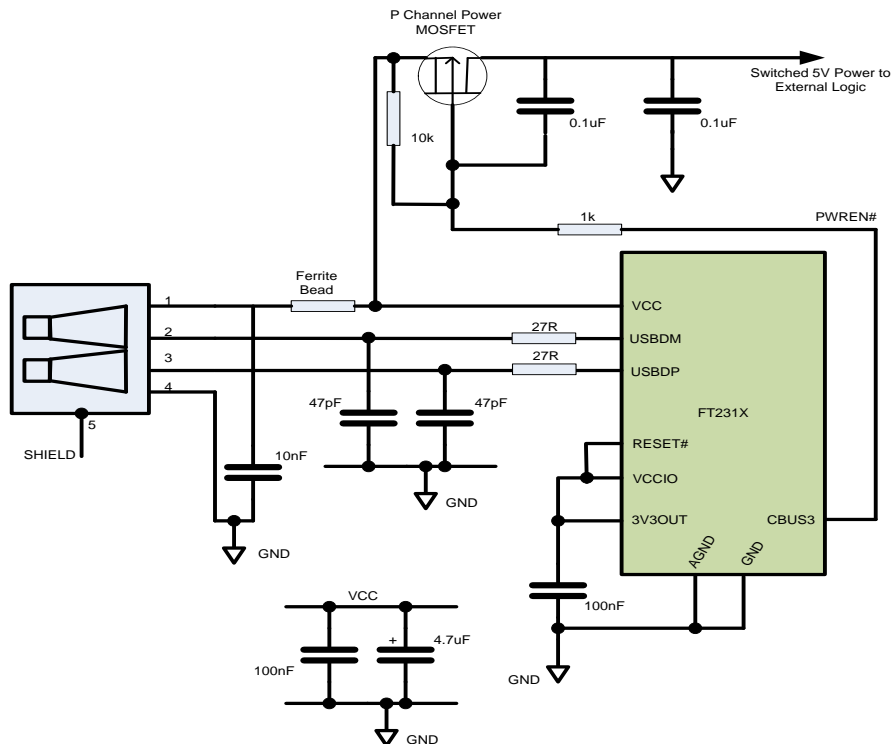 P Channel Power
MOSFET
Switched 5V Power to
External Logic
0.1uF
0.1uF
10k
1k
PWREN#
Ferrite
Bead
1
VCC
2
27R
USBDM
3
27R
USBDP
4
47pF
47pF
FT231X
5
SHIELD
10nF
RESET#
VCCIO
GND
3V3OUT
CBUS3
GND
AGND
GND
100nF
VCC
+
4.7uF
100nF
GND
GND